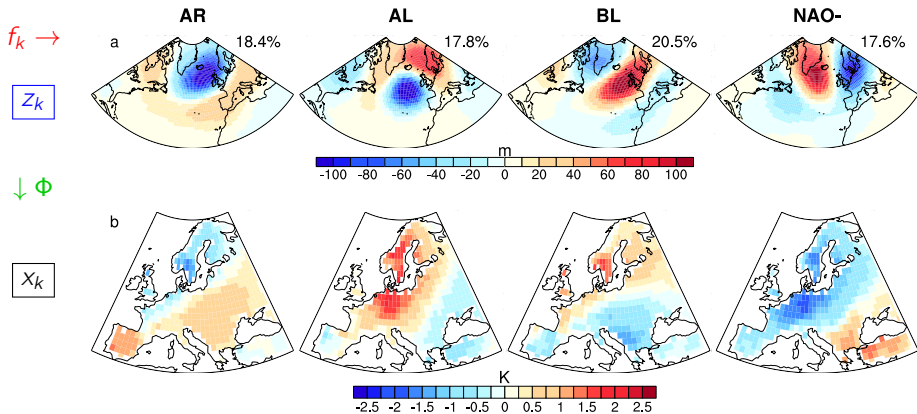 AR AL BL NAO-
f_k →
a 18.4% 17.8% 20.5% 17.6%
Z_k
m
-100 -80 -60 -40 -20 0 20 40 60 80 100
↓ Φ
b
X_k
K
-2.5 -2 -1.5 -1 -0.5 0 0.5 1 1.5 2 2.5